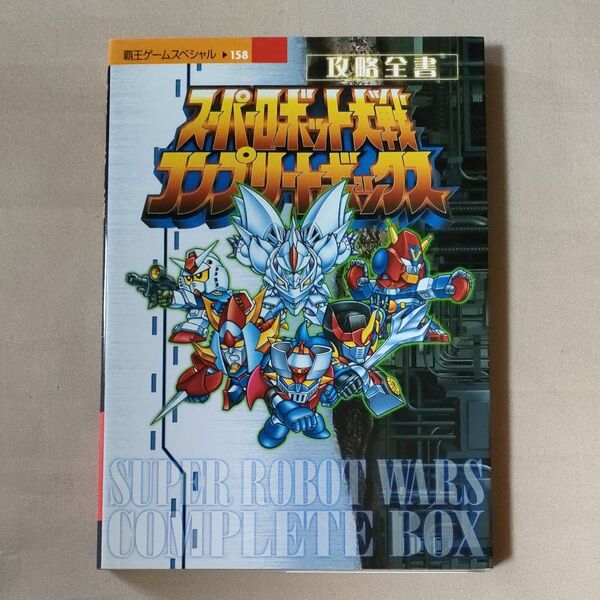 覇王ゲームスペシャル ▶158
攻略全書
スーパーロボット大戦
コンプリートボックス
SUPER ROBOT WARS
COMPLETE BOX